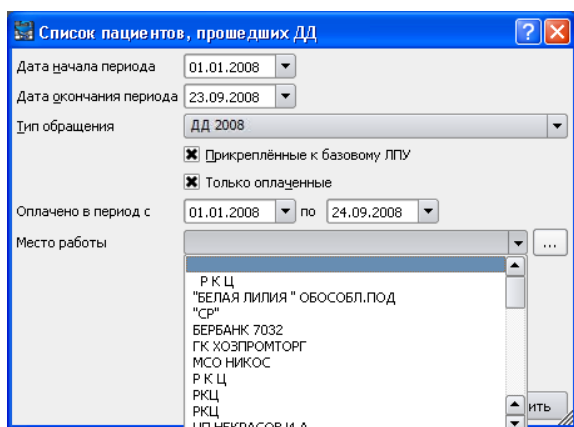 Список пациентов, прошедших ДД
Дата начала периода 01.01.2008
Дата окончания периода 23.09.2008
Тип обращения ДД 2008
Прикреплённые к базовому ЛПУ
Только оплаченные
Оплачено в период с 01.01.2008 по 24.09.2008
Место работы ...
Р К Ц
"БЕЛАЯ ЛИЛИЯ " ОБОСОБЛ.ПОД
"СР"
БЕРБАНК 7032
ГК ХОЗПРОМТОРГ
МСО НИКОС
Р К Ц
РКЦ
РКЦ
ить
НЕКРАСОВ И.А